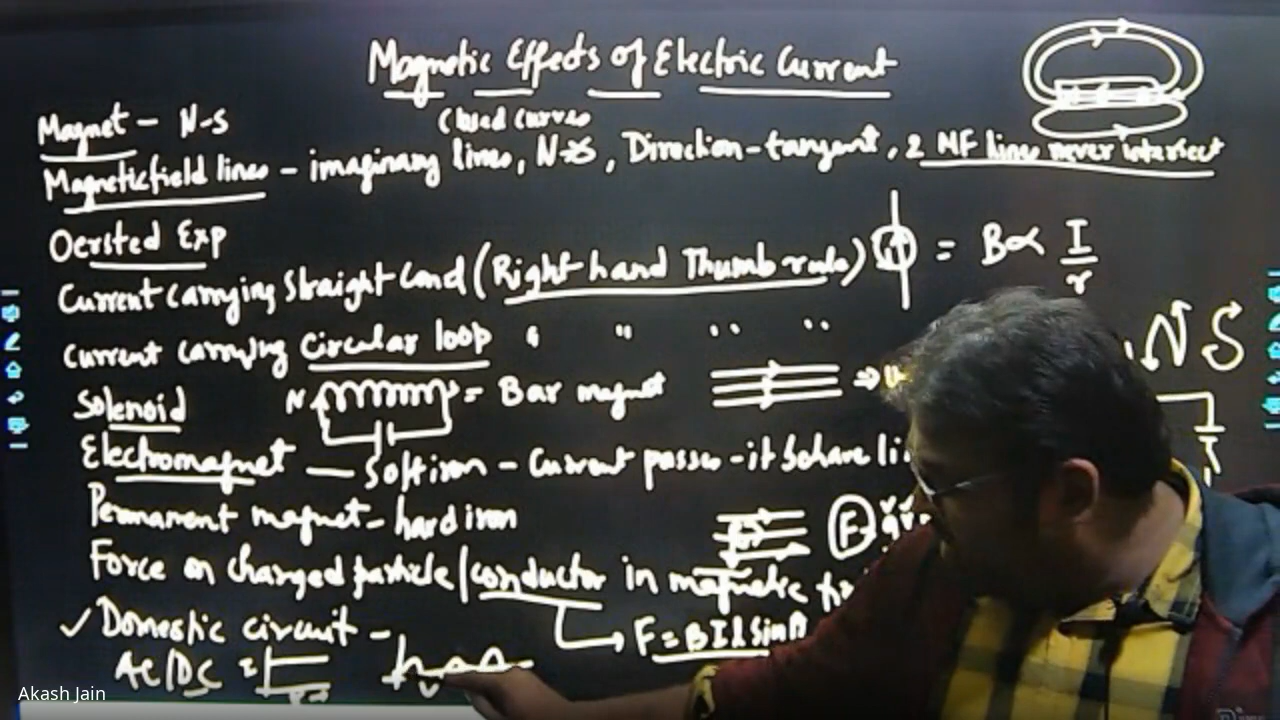 Magnetic Effects of Electric Current
Magnet - N-S
Closed curves
Magnetic field lines - imaginary lines, N→S, Direction-tangent, 2 MF lines never intersect
Oersted Exp
Current carrying straight Cond (Right hand Thumb rule) = B∝ I/r
Current carrying Circular loop " " " "
N S
Solenoid N = Bar magnet ⇒
Electromagnet — Soft iron - Current passes - it behave li
Permanent magnet - hard iron
Force on charged particle/conductor in magnetic
→ F = BIl sinθ
✓ Domestic circuit -
AC/DC =
Akash Jain